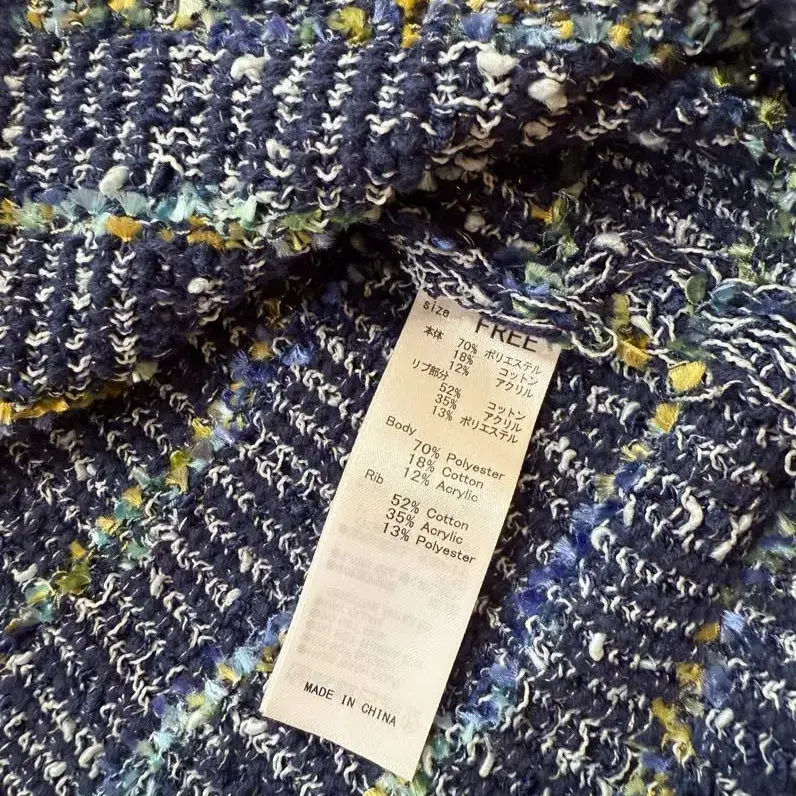 size FREE
本体 70% ポリエステル
18% コットン
12% アクリル
リブ部分
52% コットン
35% アクリル
13% ポリエステル
Body
70% Polyester
18% Cotton
12% Acrylic
Rib
52% Cotton
35% Acrylic
13% Polyester
MADE IN CHINA